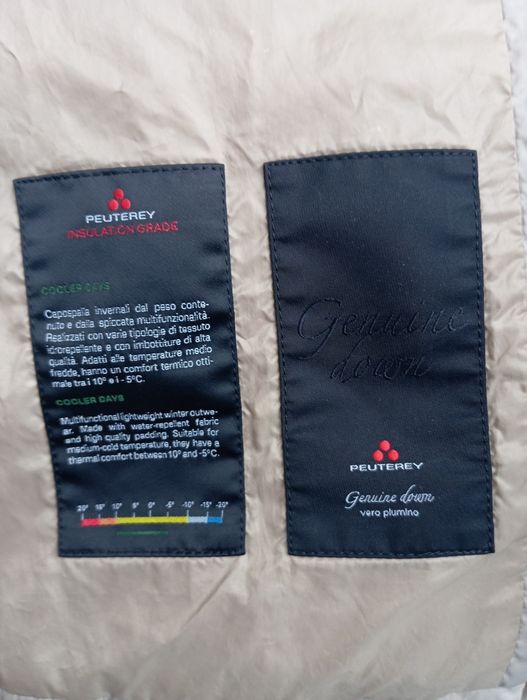 PEUTEREY
INSULATION GRADE
COOLER DAYS
Capospalla invernali dal peso conte-
nuto e dalla spiccata multifunzionalità.
Realizzati con varie tipologie di tessuto
idrorepellente e con imbottiture di alta
qualità. Adatti alle temperature medio
fredde, hanno un comfort termico otti-
male tra i 10° e i - 5°C.
COOLER DAYS
Multifunctional lightweight winter outwe-
ar. Made with water-repellent fabric
and high quality padding. Suitable for
medium-cold temperature, they have a
thermal comfort between 10° and -5°C.
20° 15° 10° 5° 0° -5° -10° -15° -20°
Genuine
down
PEUTEREY
Genuine down
vero piumino